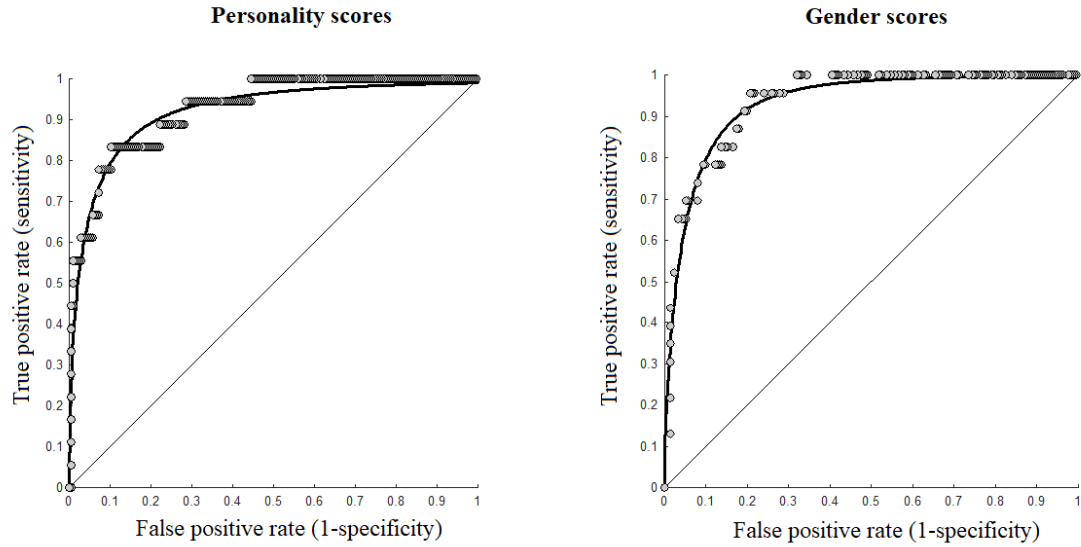 Personality scores
1
0.9
0.8
0.7
0.6
0.5
0.4
0.3
0.2
0.1
0
True positive rate (sensitivity)
0 0.1 0.2 0.3 0.4 0.5 0.6 0.7 0.8 0.9 1
False positive rate (1-specificity)
Gender scores
1
0.9
0.8
0.7
0.6
0.5
0.4
0.3
0.2
0.1
0
True positive rate (sensitivity)
0 0.1 0.2 0.3 0.4 0.5 0.6 0.7 0.8 0.9 1
False positive rate (1-specificity)